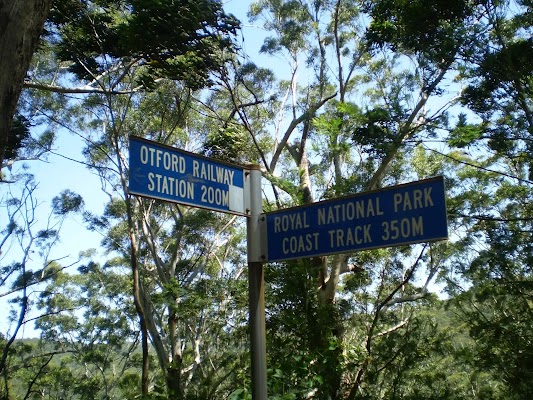 OTFORD RAILWAY
STATION 200M
ROYAL NATIONAL PARK
COAST TRACK 350M